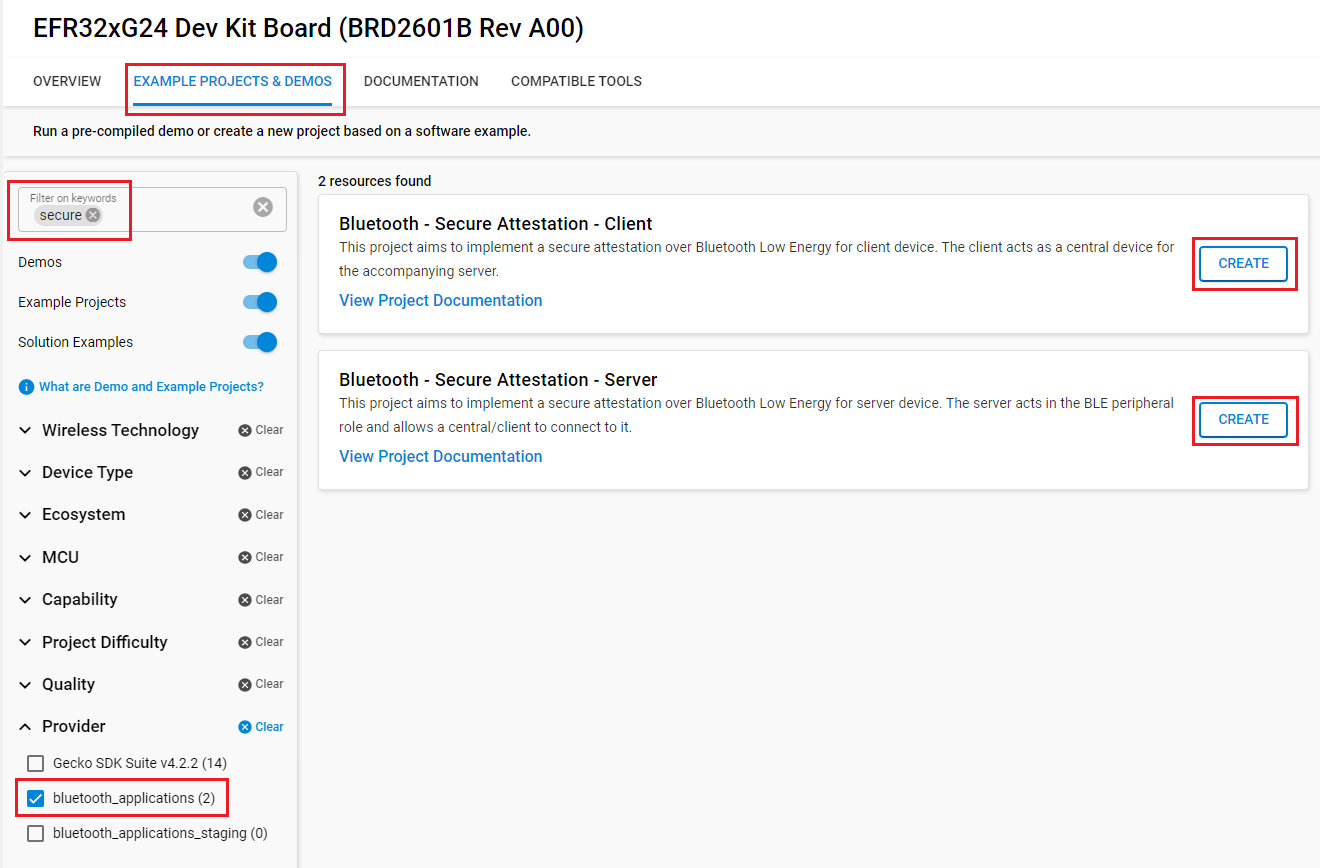 EFR32xG24 Dev Kit Board (BRD2601B Rev A00)
OVERVIEW
EXAMPLE PROJECTS & DEMOS
DOCUMENTATION
COMPATIBLE TOOLS
Run a pre-compiled demo or create a new project based on a software example.
Filter on keywords
secure
Demos
Example Projects
Solution Examples
What are Demo and Example Projects?
Wireless Technology Clear
Device Type Clear
Ecosystem Clear
MCU Clear
Capability Clear
Project Difficulty Clear
Quality Clear
Provider Clear
Gecko SDK Suite v4.2.2 (14)
bluetooth_applications (2)
bluetooth_applications_staging (0)
2 resources found
Bluetooth - Secure Attestation - Client
This project aims to implement a secure attestation over Bluetooth Low Energy for client device. The client acts as a central device for
the accompanying server.
View Project Documentation
CREATE
Bluetooth - Secure Attestation - Server
This project aims to implement a secure attestation over Bluetooth Low Energy for server device. The server acts in the BLE peripheral
role and allows a central/client to connect to it.
View Project Documentation
CREATE